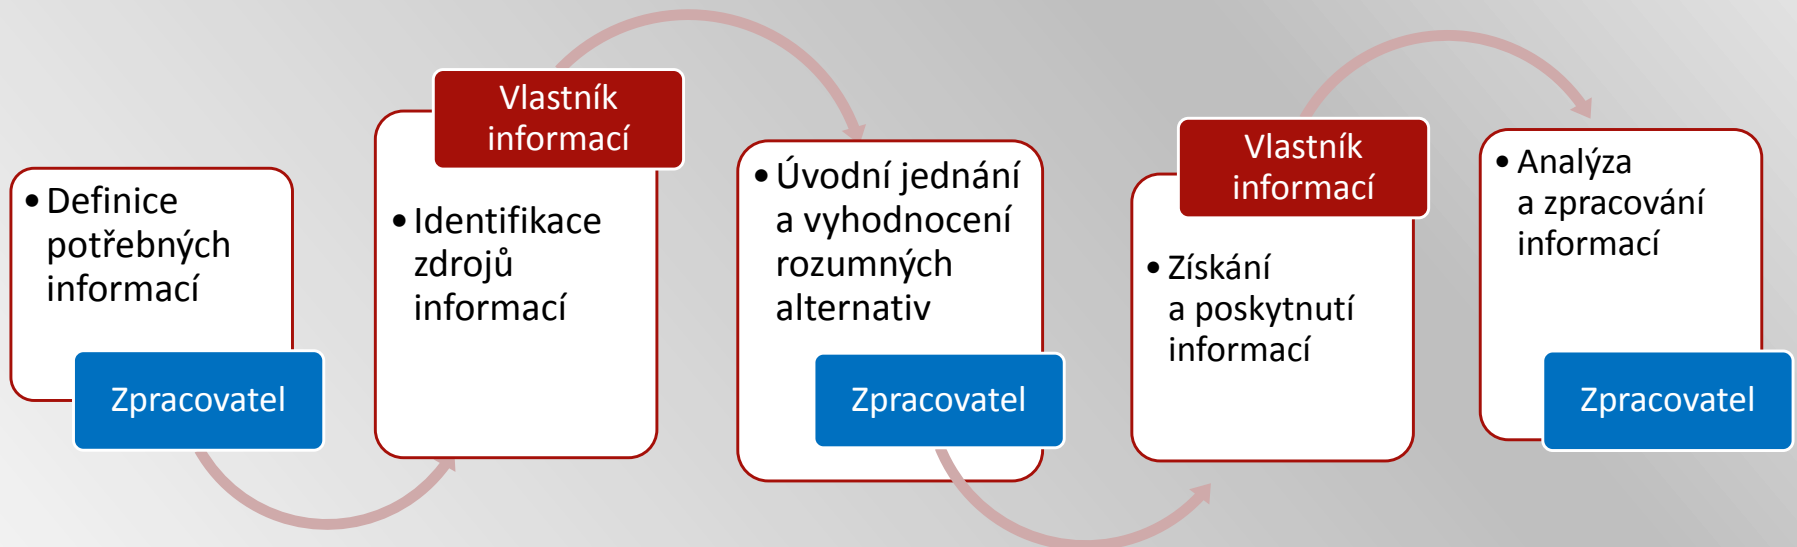 • Definice
potřebných
informací
Zpracovatel
Vlastník
informací
• Identifikace
zdrojů
informací
• Úvodní jednání
a vyhodnocení
rozumných
alternativ
Zpracovatel
Vlastník
informací
• Získání
a poskytnutí
informací
• Analýza
a zpracování
informací
Zpracovatel